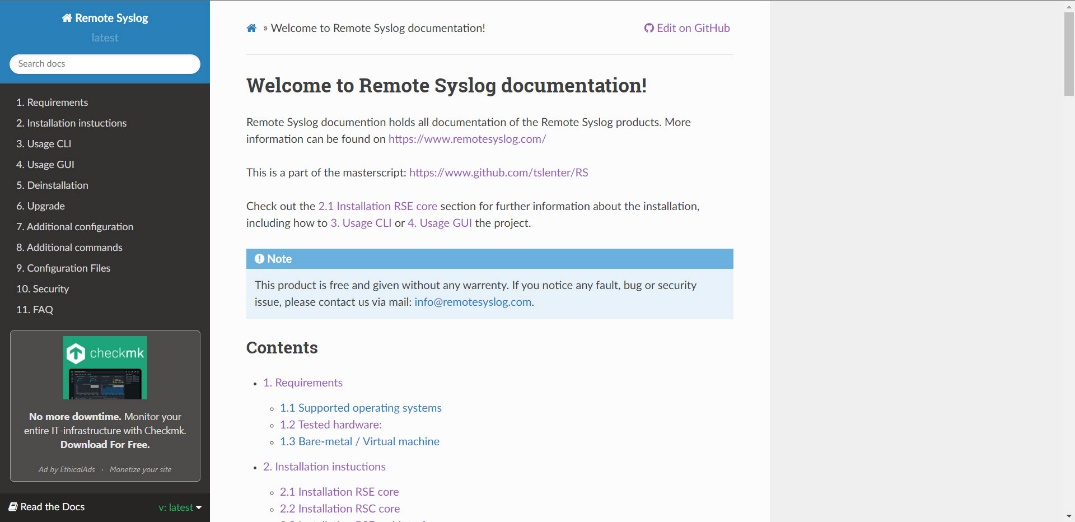 Remote Syslog
latest
Search docs
1. Requirements
2. Installation instuctions
3. Usage CLI
4. Usage GUI
5. Deinstallation
6. Upgrade
7. Additional configuration
8. Additional commands
9. Configuration Files
10. Security
11. FAQ
checkmk
No more downtime. Monitor your
entire IT-infrastructure with Checkmk.
Download For Free.
Ad by EthicalAds · Monetize your site
Read the Docs
v: latest
» Welcome to Remote Syslog documentation!
Edit on GitHub
Welcome to Remote Syslog documentation!
Remote Syslog documention holds all documentation of the Remote Syslog products. More
information can be found on https://www.remotesyslog.com/
This is a part of the masterscript: https://www.github.com/tslenter/RS
Check out the 2.1 Installation RSE core section for further information about the installation,
including how to 3. Usage CLI or 4. Usage GUI the project.
Note
This product is free and given without any warrenty. If you notice any fault, bug or security
issue, please contact us via mail: info@remotesyslog.com.
Contents
1. Requirements
1.1 Supported operating systems
1.2 Tested hardware:
1.3 Bare-metal / Virtual machine
2. Installation instuctions
2.1 Installation RSE core
2.2 Installation RSC core